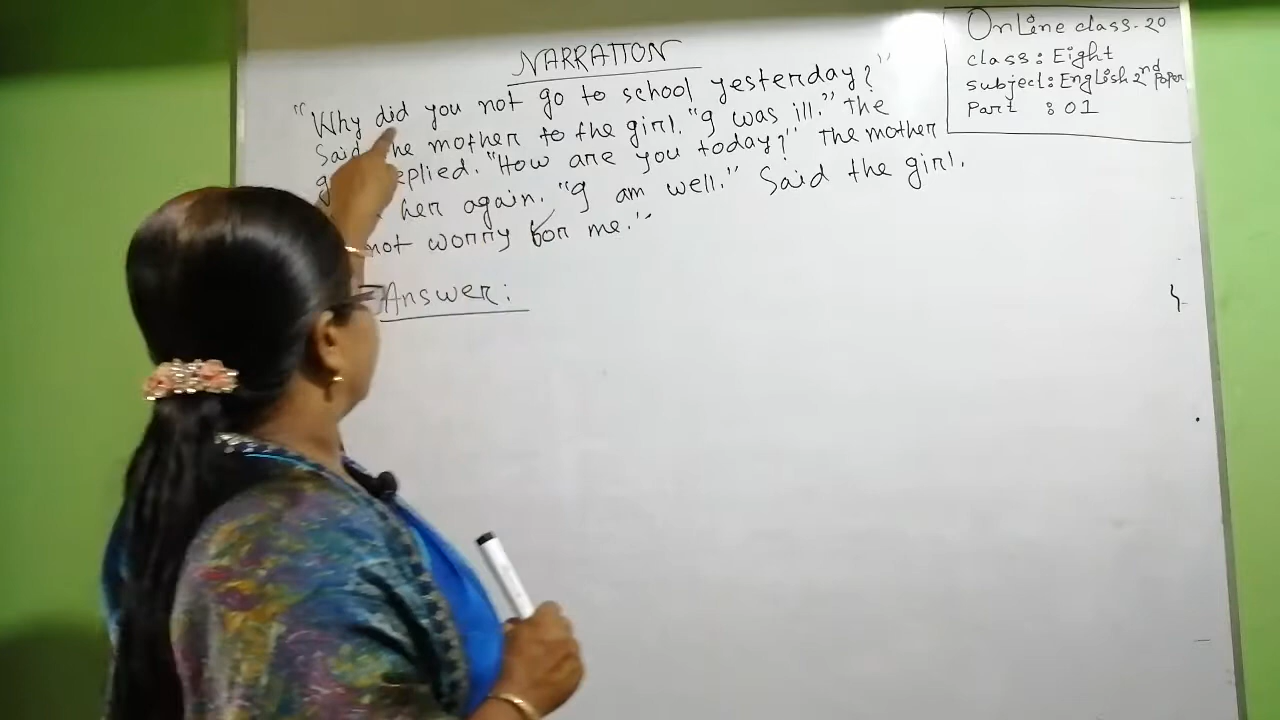 NARRATION
OnLine class-20
class: Eight
subject: English 2nd paper
Part : 01
"Why did you not go to school yesterday?"
Said the mother to the girl. "I was ill." The
replied. "How are you today?" The mother
her again. "I am well." Said the girl.
not worry for me."
Answer: